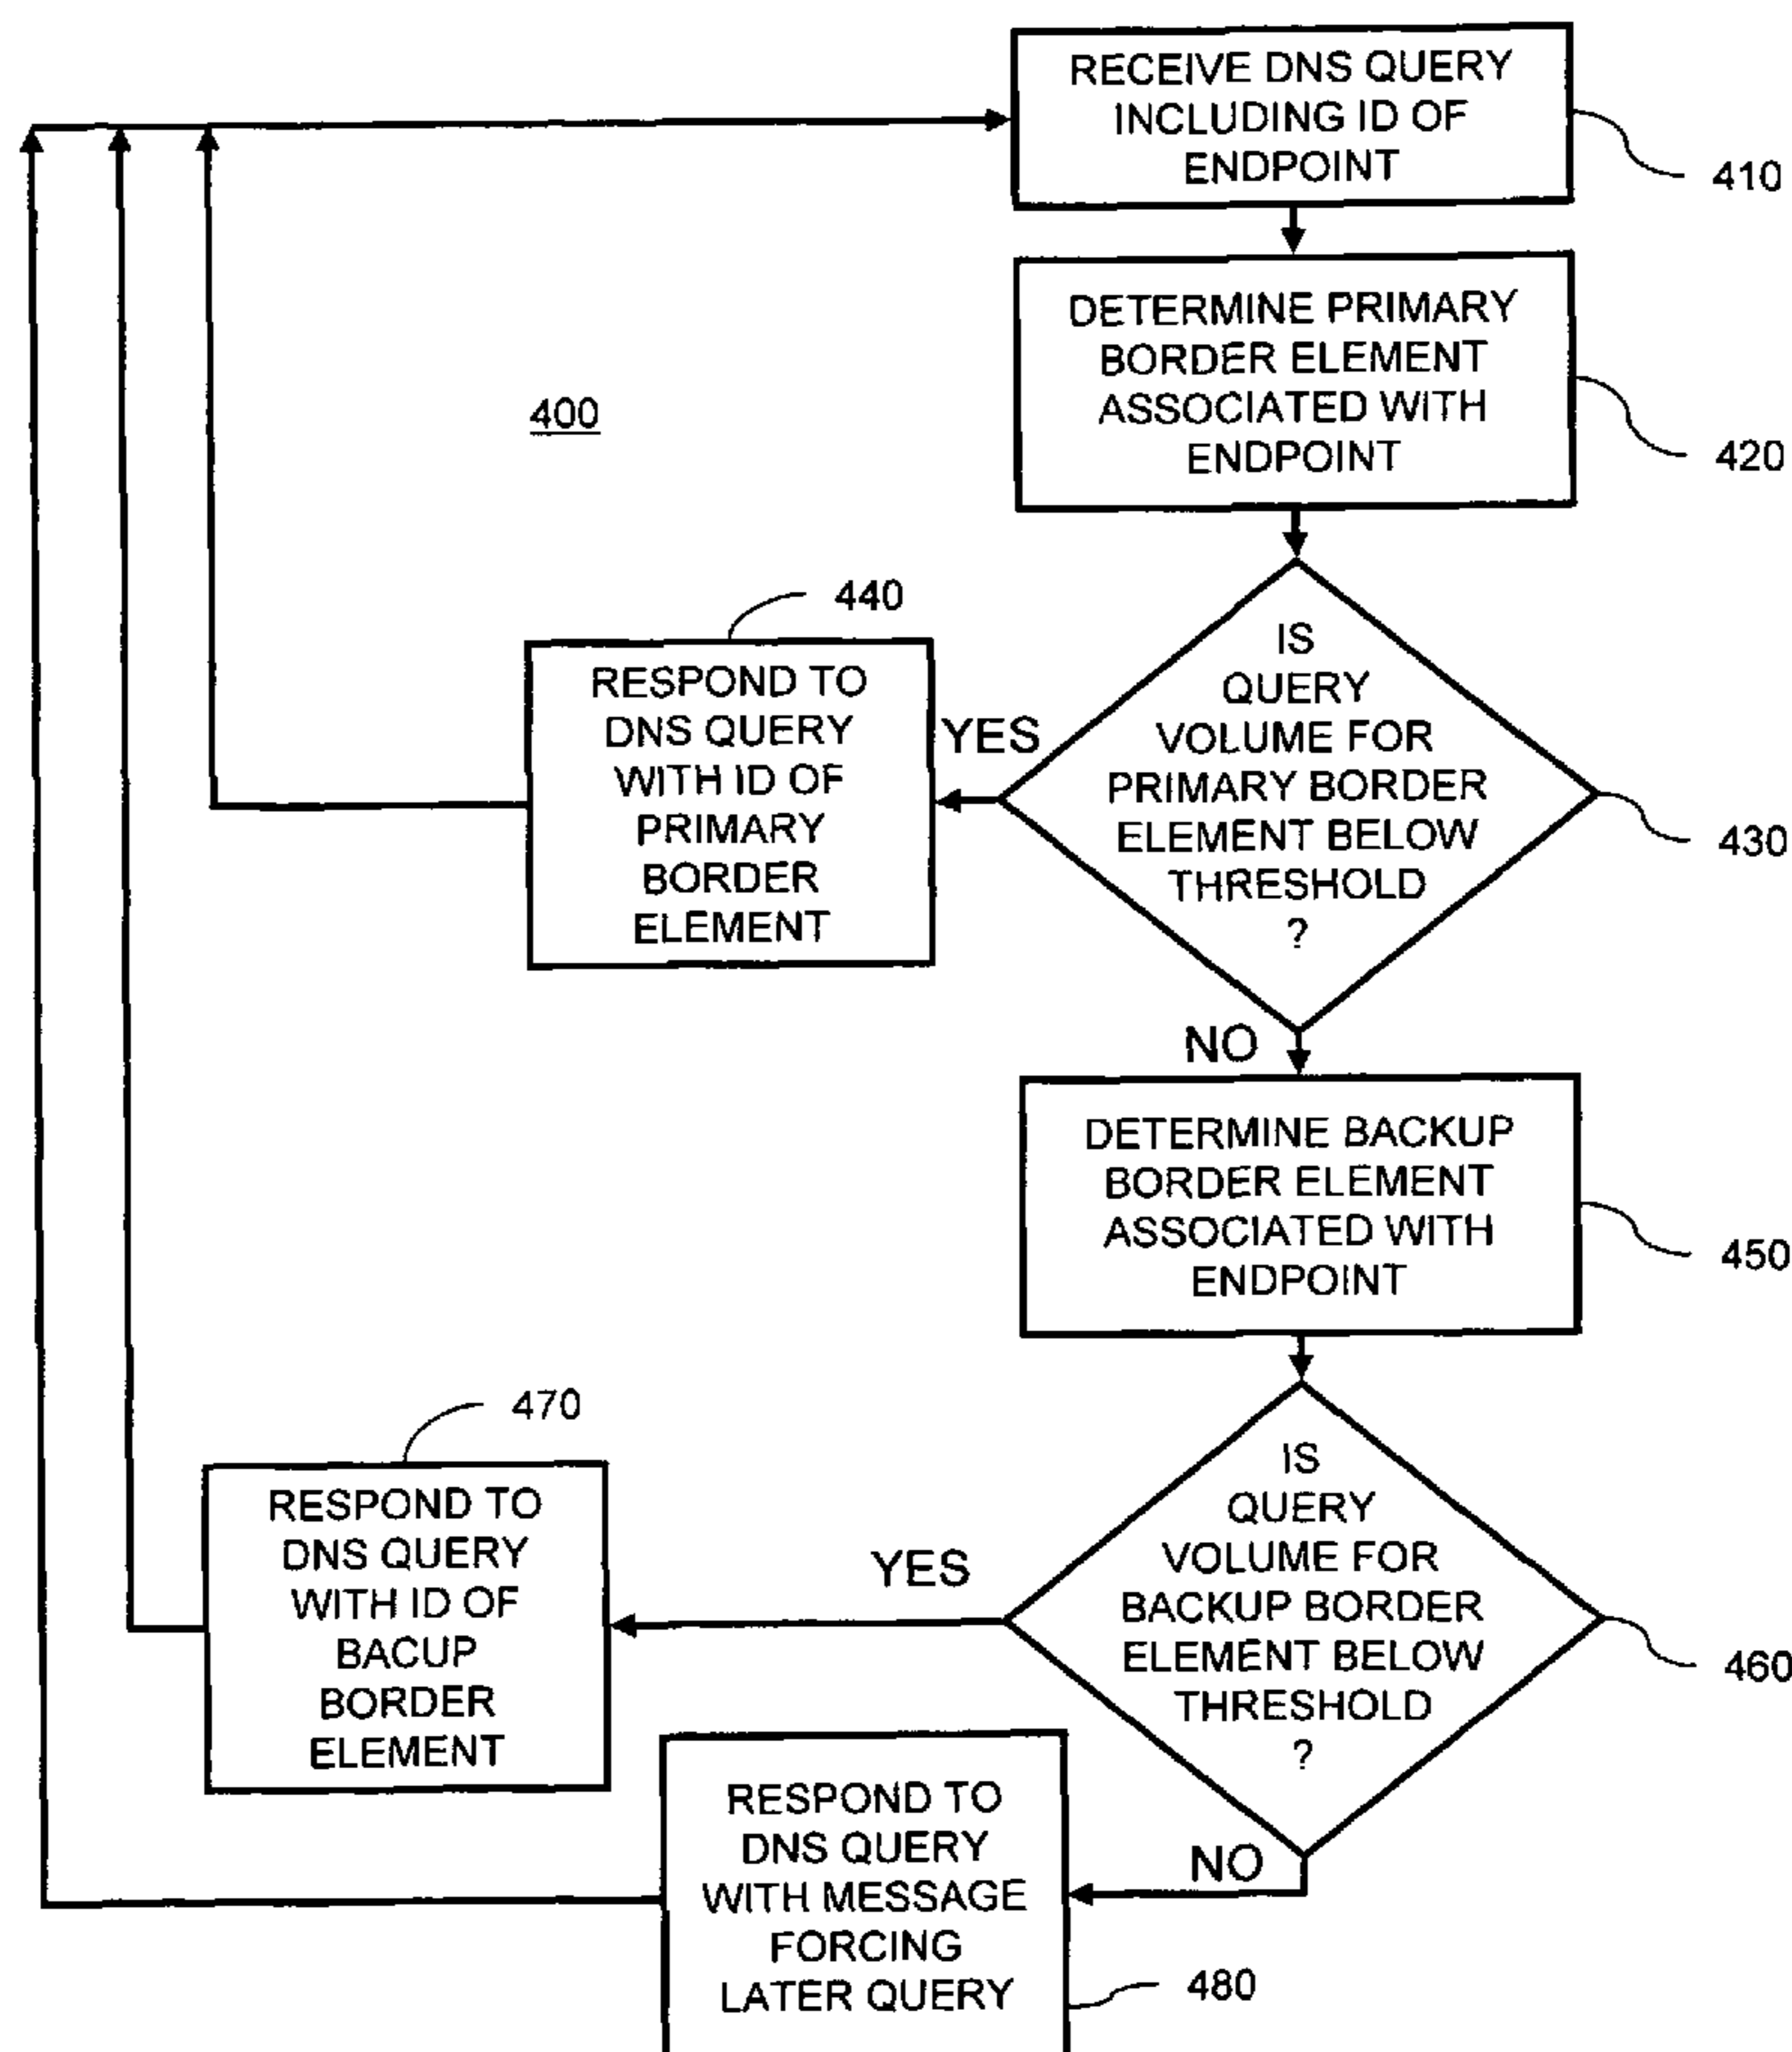 RECEIVE DNS QUERY
INCLUDING ID OF
ENDPOINT
410
DETERMINE PRIMARY
BORDER ELEMENT
ASSOCIATED WITH
ENDPOINT
420
400
440
RESPOND TO
DNS QUERY
WITH ID OF
PRIMARY
BORDER
ELEMENT
YES
IS
QUERY
VOLUME FOR
PRIMARY BORDER
ELEMENT BELOW
THRESHOLD
?
430
NO
DETERMINE BACKUP
BORDER ELEMENT
ASSOCIATED WITH
ENDPOINT
450
470
RESPOND TO
DNS QUERY
WITH ID OF
BACUP
BORDER
ELEMENT
YES
IS
QUERY
VOLUME FOR
BACKUP BORDER
ELEMENT BELOW
THRESHOLD
?
460
NO
RESPOND TO
DNS QUERY
WITH MESSAGE
FORCING
LATER QUERY
480